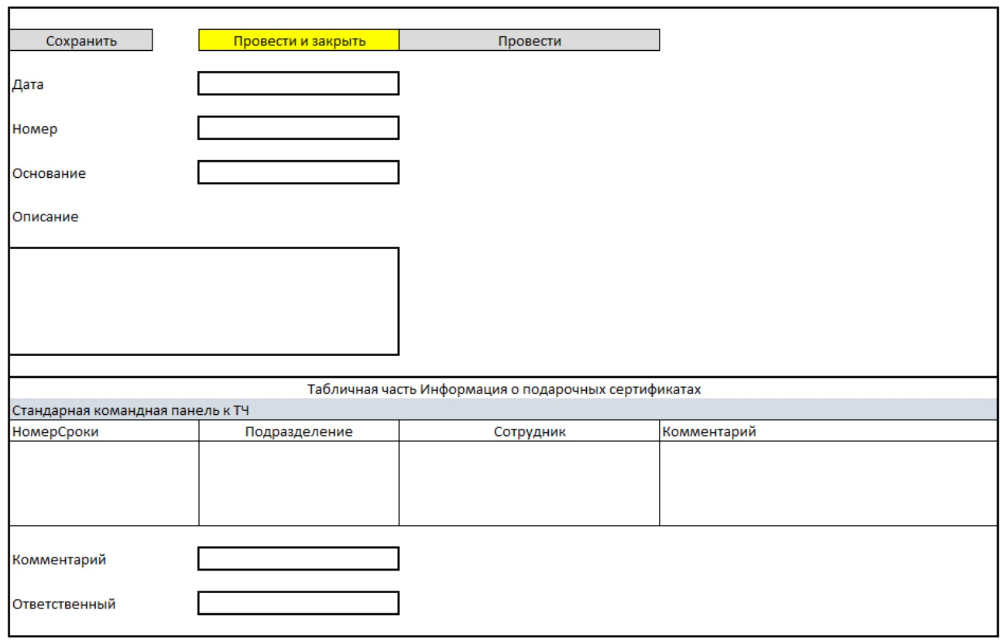 Сохранить Провести и закрыть Провести
Дата
Номер
Основание
Описание
Табличная часть Информация о подарочных сертификатах
Стандарная командная панель к ТЧ
НомерСроки Подразделение Сотрудник Комментарий
Комментарий
Ответственный